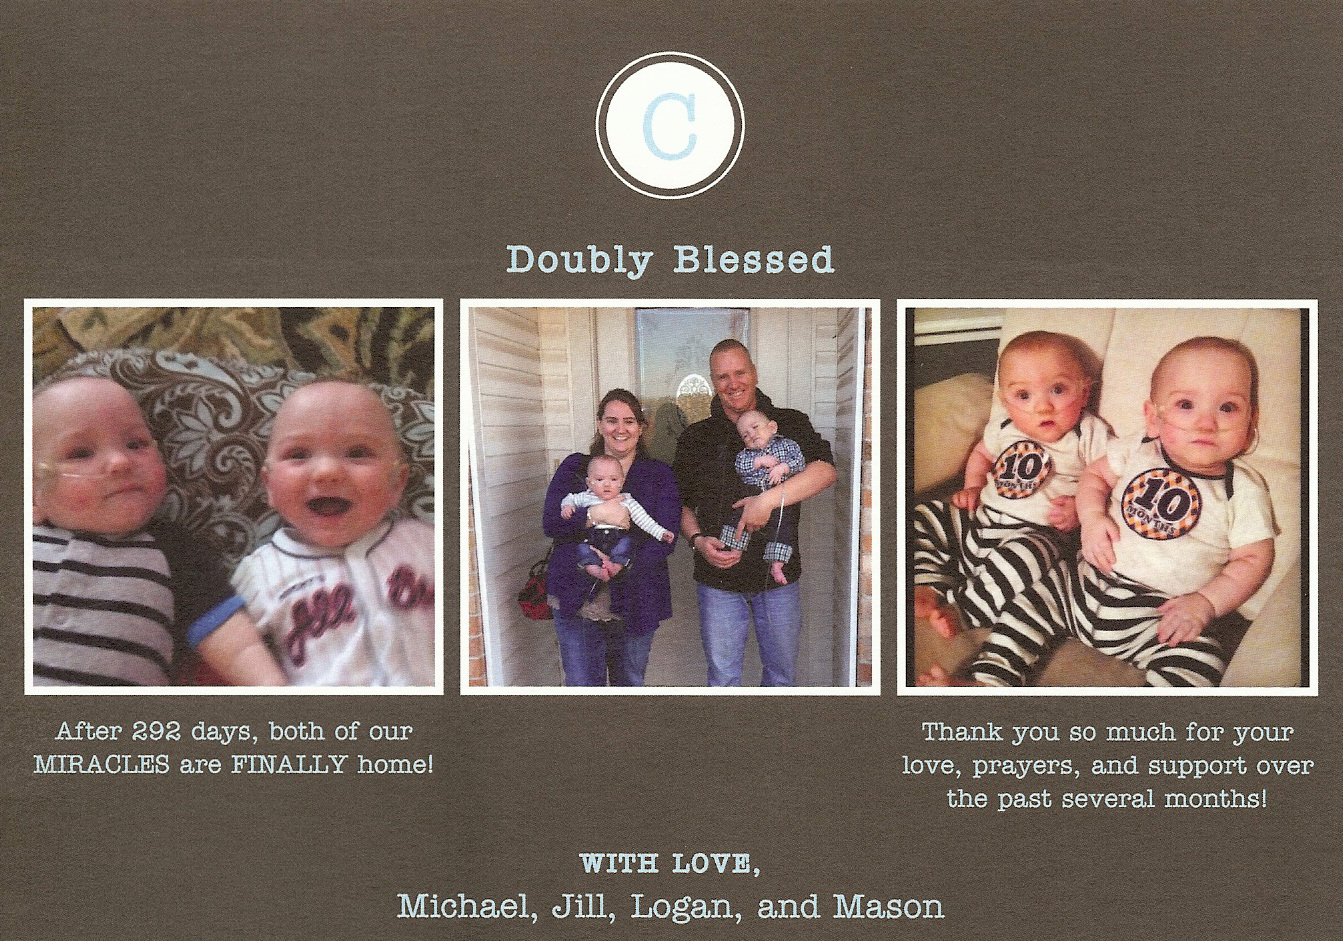 C
Doubly Blessed
All
10
MONTHS
10
MONTHS
After 292 days, both of our
MIRACLES are FINALLY home!
Thank you so much for your
love, prayers, and support over
the past several months!
WITH LOVE,
Michael, Jill, Logan, and Mason